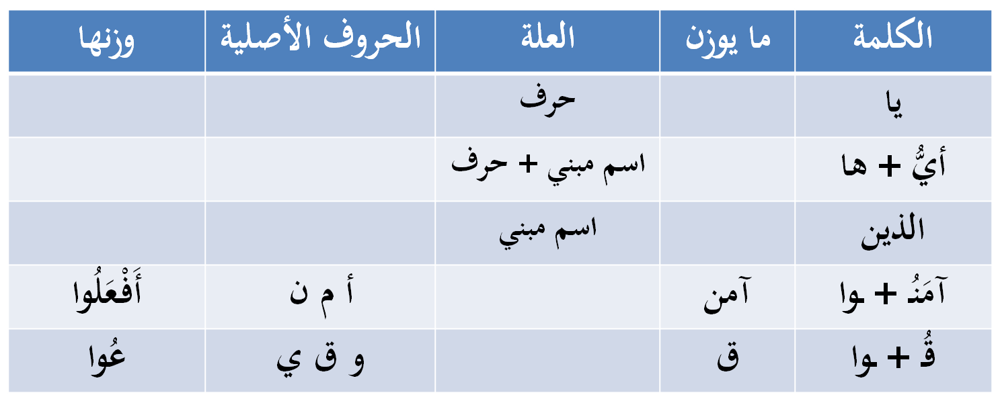 الكلمة ما يوزن العلة الحروف الأصلية وزنها
يا حرف
أيُّ + ها اسم مبني + حرف
الذين اسم مبني
آمَنُـ + ـوا آمن أ م ن أَفْعَلُوا
قُـ + ـوا ق و ق ي عُوا